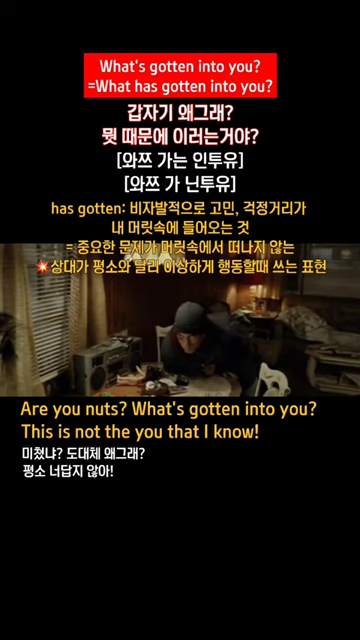 What's gotten into you?
=What has gotten into you?
갑자기 왜그래?
뭣 때문에 이러는거야?
[와쯔 가는 인투유]
[와쯔 가 닌투유]
has gotten: 비자발적으로 고민, 걱정거리가
내 머릿속에 들어오는 것
= 중요한 문제가 머릿속에서 떠나지 않는
💥상대가 평소와 달리 이상하게 행동할때 쓰는 표현
Are you nuts? What's gotten into you?
This is not the you that I know!
미쳤냐? 도대체 왜그래?
평소 너답지 않아!